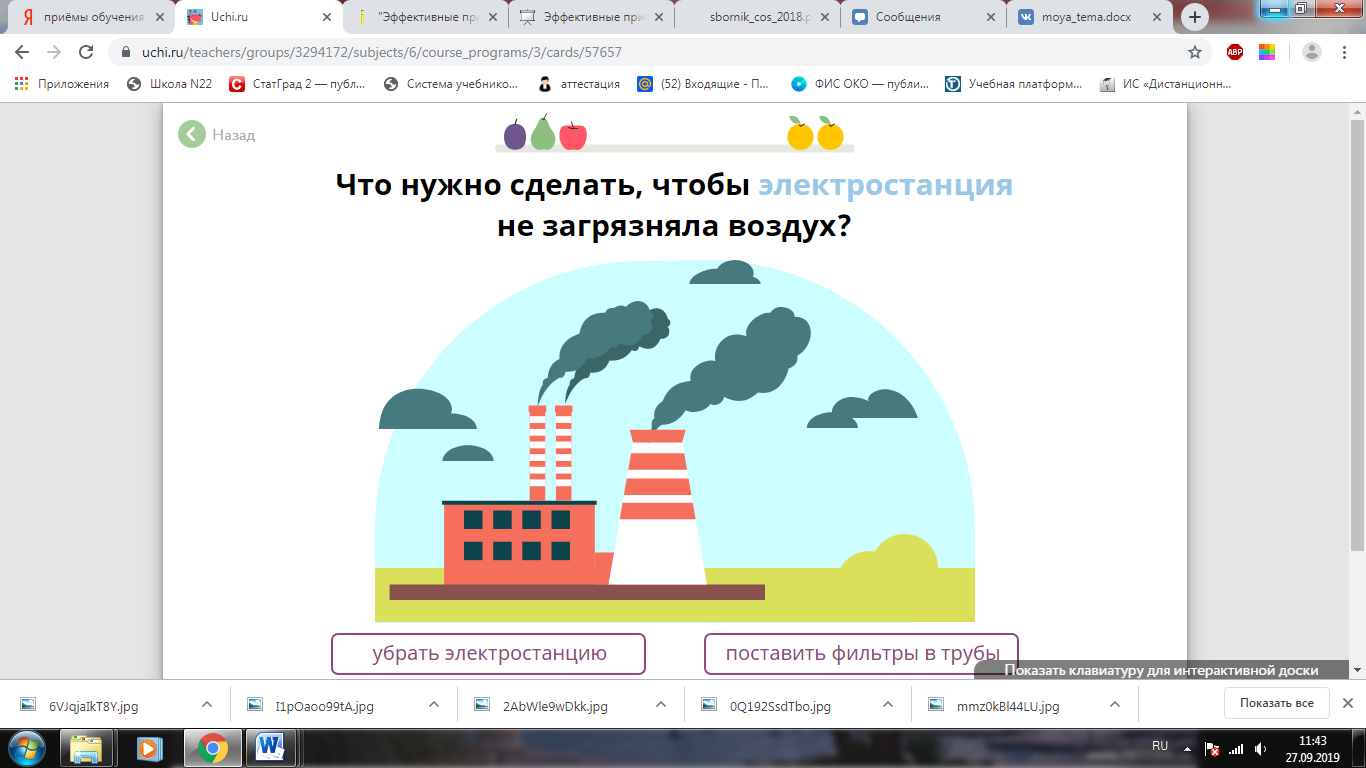 приёмы обучения
Uchi.ru
"Эффективные при
Эффективные при
sbornik_cos_2018.p
Сообщения
moya_tema.docx
uchi.ru/teachers/groups/3294172/subjects/6/course_programs/3/cards/57657
ABP
Приложения
Школа N22
СтатГрад 2 — публ...
Система учебнико...
аттестация
(52) Входящие - П...
ФИС ОКО — публи...
Учебная платформ...
ИС «Дистанционн...
Назад
Что нужно сделать, чтобы электростанция
не загрязняла воздух?
убрать электростанцию
поставить фильтры в трубы
Показать клавиатуру для интерактивной доски
6VJqjaIkT8Y.jpg
I1pOaoo99tA.jpg
2AbWle9wDkk.jpg
0Q192SsdTbo.jpg
mmz0kBl44LU.jpg
Показать все
RU
11:43
27.09.2019